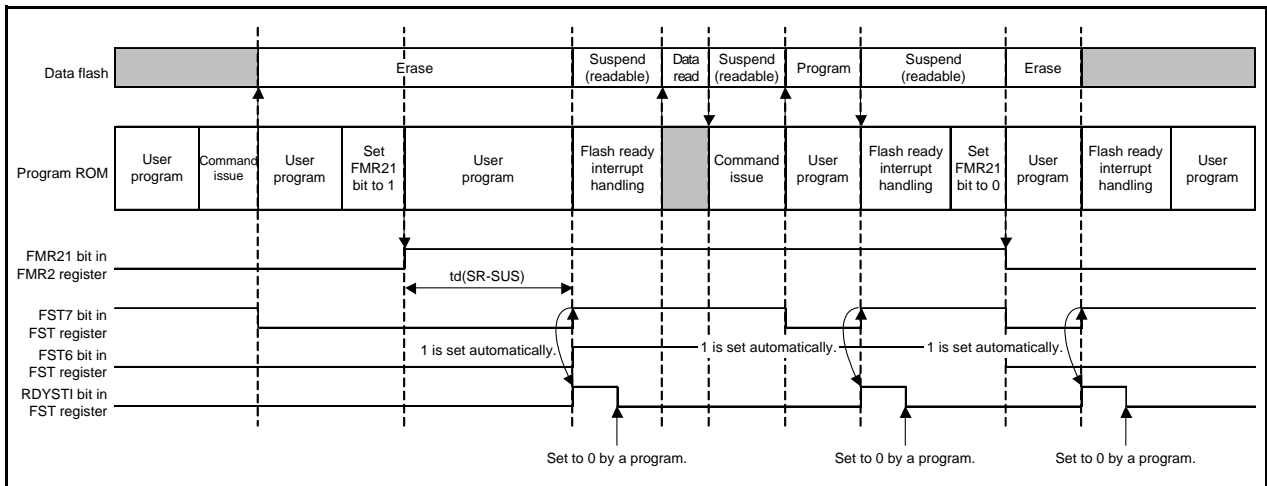 Data flash
Erase
Suspend
(readable)
Data
read
Suspend
(readable)
Program
Suspend
(readable)
Erase
Program ROM
User
program
Command
issue
User
program
Set
FMR21
bit to 1
User
program
Flash ready
interrupt
handling
Command
issue
User
program
Flash ready
interrupt
handling
Set
FMR21
bit to 0
User
program
Flash ready
interrupt
handling
User
program
FMR21 bit in
FMR2 register
td(SR-SUS)
FST7 bit in
FST register
1 is set automatically.
1 is set automatically.
1 is set automatically.
FST6 bit in
FST register
RDYSTI bit in
FST register
Set to 0 by a program.
Set to 0 by a program.
Set to 0 by a program.